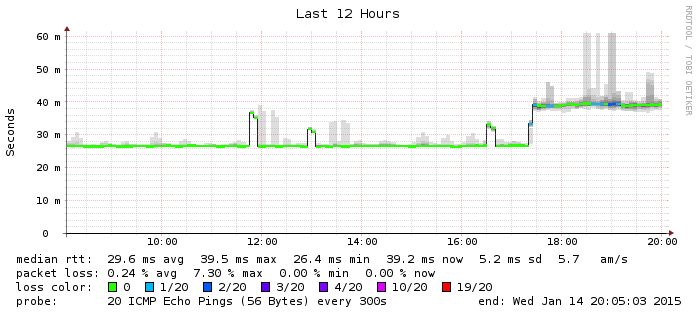 Last 12 Hours
RRDTOOL / TOBI OETIKER
Seconds
60 m
50 m
40 m
30 m
20 m
10 m
0
10:00 12:00 14:00 16:00 18:00 20:00
median rtt: 29.6 ms avg 39.5 ms max 26.4 ms min 39.2 ms now 5.2 ms sd 5.7 am/s
packet loss: 0.24 % avg 7.30 % max 0.00 % min 0.00 % now
loss color: 0 1/20 2/20 3/20 4/20 10/20 19/20
probe: 20 ICMP Echo Pings (56 Bytes) every 300s end: Wed Jan 14 20:05:03 2015